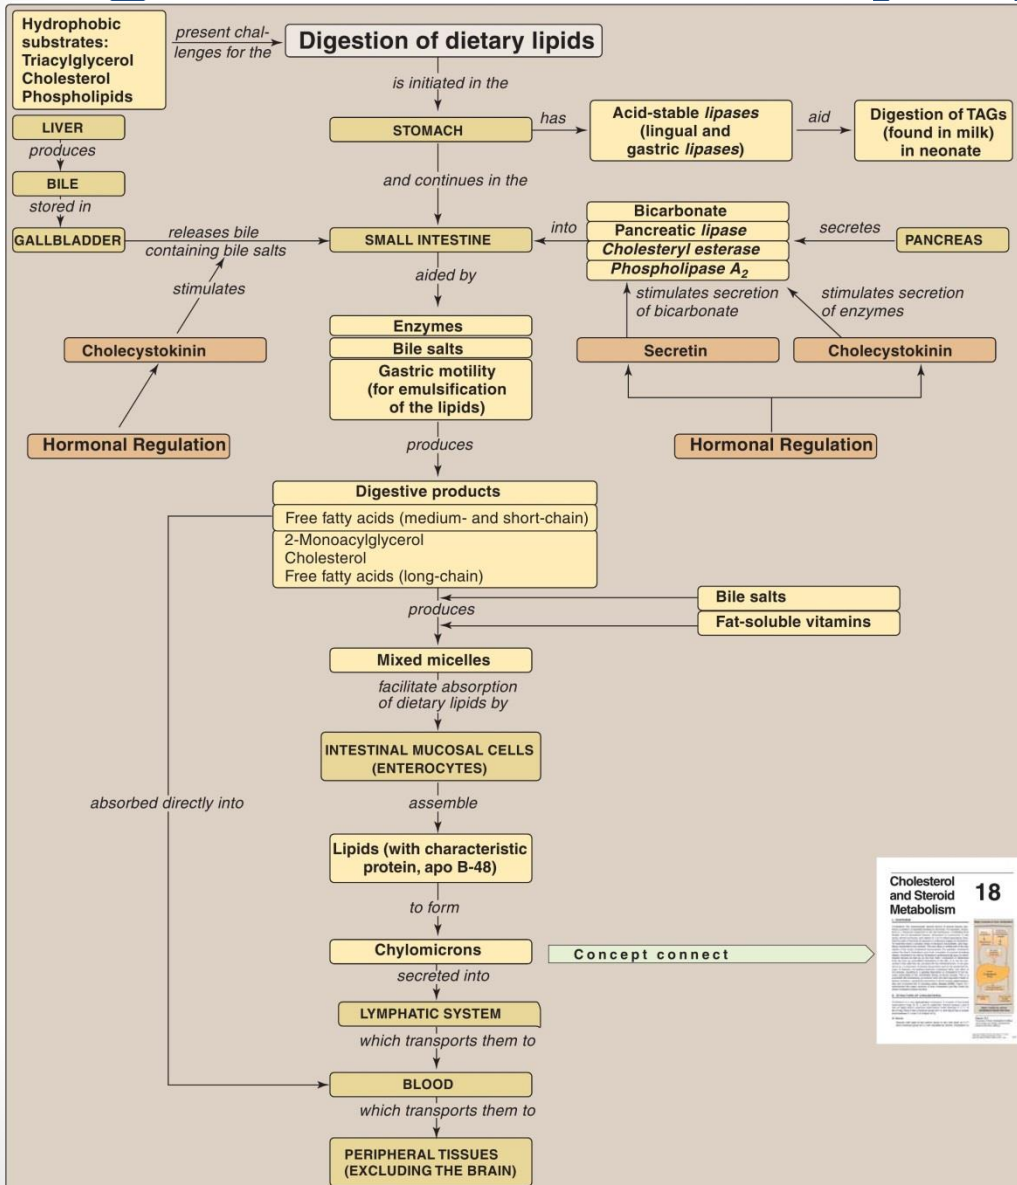 Hydrophobic
substrates:
Triacylglycerol
Cholesterol
Phospholipids
present chal-
lenges for the
Digestion of dietary lipids
is initiated in the
LIVER
produces
BILE
stored in
GALLBLADDER
STOMACH
has
Acid-stable lipases
(lingual and
gastric lipases)
aid
Digestion of TAGs
(found in milk)
in neonate
and continues in the
releases bile
containing bile salts
SMALL INTESTINE
into
Bicarbonate
Pancreatic lipase
Cholesteryl esterase
Phospholipase A2
secretes
PANCREAS
stimulates
aided by
stimulates secretion
of bicarbonate
stimulates secretion
of enzymes
Cholecystokinin
Enzymes
Bile salts
Gastric motility
(for emulsification
of the lipids)
Secretin
Cholecystokinin
Hormonal Regulation
Hormonal Regulation
produces
Digestive products
Free fatty acids (medium- and short-chain)
2-Monoacylglycerol
Cholesterol
Free fatty acids (long-chain)
produces
Bile salts
Fat-soluble vitamins
Mixed micelles
facilitate absorption
of dietary lipids by
INTESTINAL MUCOSAL CELLS
(ENTEROCYTES)
absorbed directly into
assemble
Lipids (with characteristic
protein, apo B-48)
to form
Chylomicrons
Concept connect
Cholesterol
and Steroid
Metabolism
18
secreted into
LYMPHATIC SYSTEM
which transports them to
BLOOD
which transports them to
PERIPHERAL TISSUES
(EXCLUDING THE BRAIN)